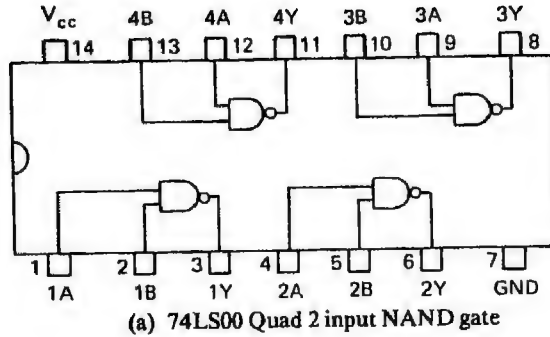 Vcc 4B 4A 4Y 3B 3A 3Y
14 13 12 11 10 9 8
1 2 3 4 5 6 7
1A 1B 1Y 2A 2B 2Y GND
(a) 74LS00 Quad 2 input NAND gate